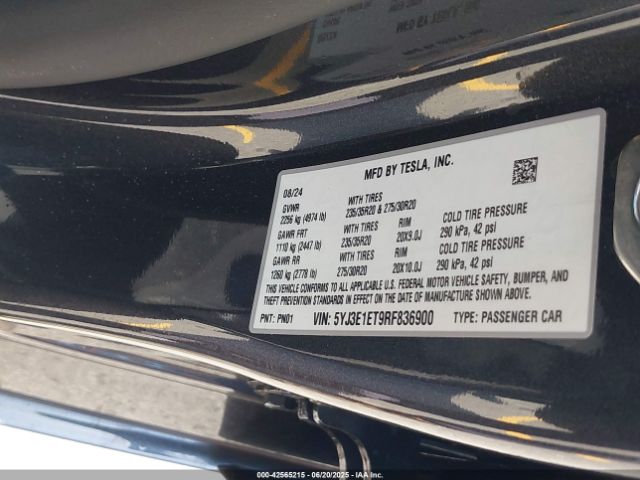 MFD BY TESLA, INC.
08/24
GVWR WITH TIRES
2256 kg (4974 lb) 235/35R20 & 275/30R20
GAWR FRT WITH TIRES RIM COLD TIRE PRESSURE
1110 kg (2447 lb) 235/35R20 20X9.0J 290 kPa, 42 psi
GAWR RR WITH TIRES RIM COLD TIRE PRESSURE
1260 kg (2778 lb) 275/30R20 20X10.0J 290 kPa, 42 psi
THIS VEHICLE CONFORMS TO ALL APPLICABLE U.S. FEDERAL MOTOR VEHICLE SAFETY, BUMPER, AND
THEFT PREVENTION STANDARDS IN EFFECT ON THE DATE OF MANUFACTURE SHOWN ABOVE.
PNT: PN01 VIN: 5YJ3E1ET9RF836900 TYPE: PASSENGER CAR
000-42565215 - 06/20/2025 - IAAI.COM